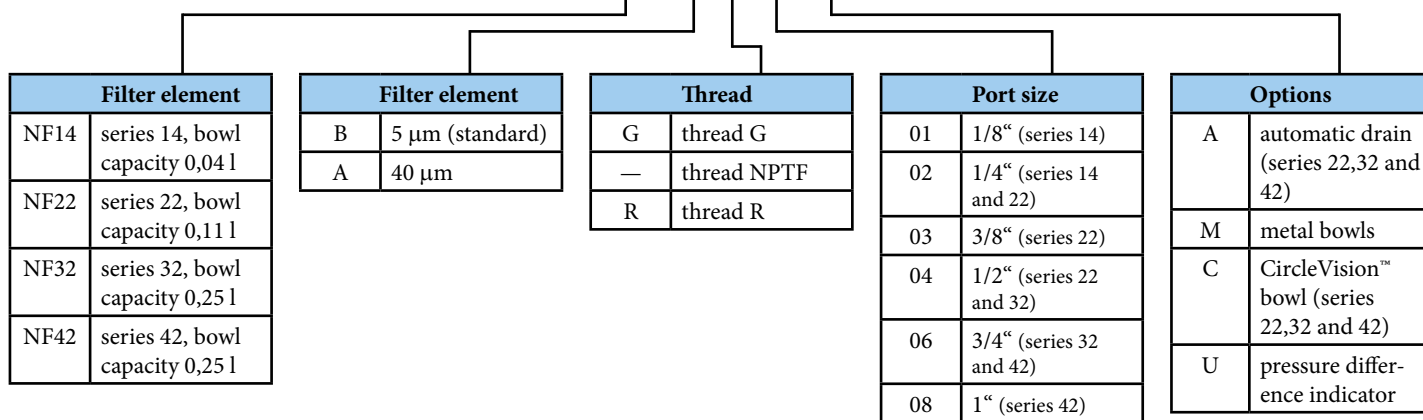 Filter element
NF14 series 14, bowl
capacity 0,04 l
NF22 series 22, bowl
capacity 0,11 l
NF32 series 32, bowl
capacity 0,25 l
NF42 series 42, bowl
capacity 0,25 l
Filter element
B 5 µm (standard)
A 40 µm
Thread
G thread G
— thread NPTF
R thread R
Port size
01 1/8“ (series 14)
02 1/4“ (series 14
and 22)
03 3/8“ (series 22)
04 1/2“ (series 22
and 32)
06 3/4“ (series 32
and 42)
08 1“ (series 42)
Options
A automatic drain
(series 22,32 and
42)
M metal bowls
C CircleVision™
bowl (series
22,32 and 42)
U pressure differ-
ence indicator